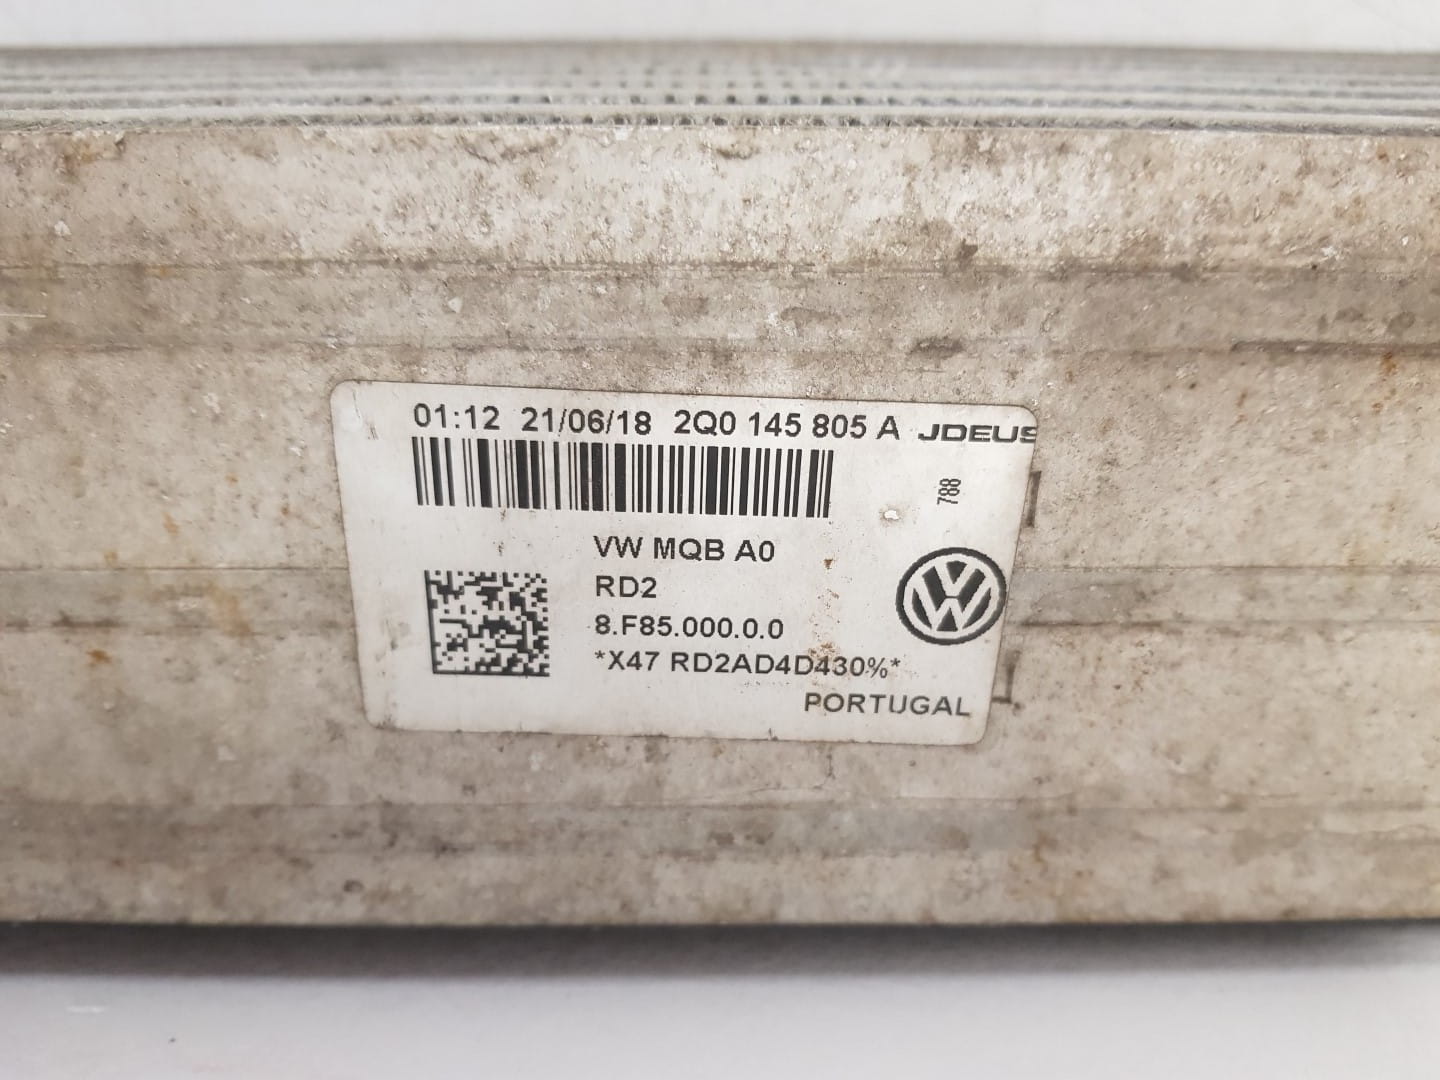 01:12 21/06/18 2Q0 145 805 A JDEUS
788
VW MQB A0
RD2
8.F85.000.0.0
*X47 RD2AD4D430%*
PORTUGAL